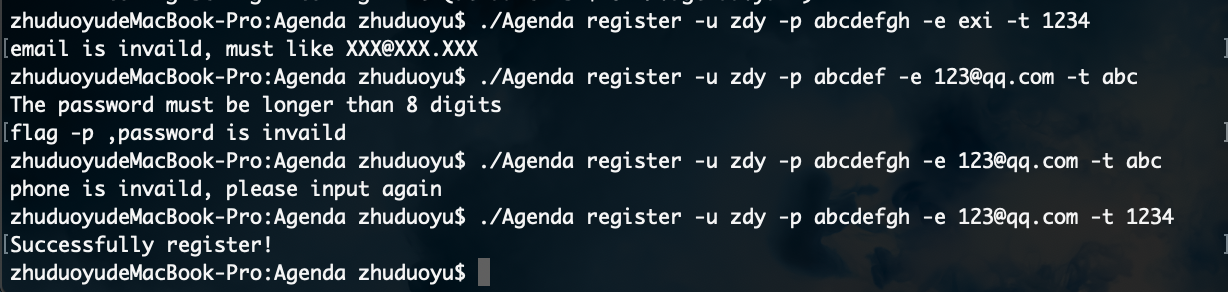 zhuduoyudeMacBook-Pro:Agenda zhuduoyu$ ./Agenda register -u zdy -p abcdefgh -e exi -t 1234
[email is invaild, must like XXX@XXX.XXX ]
zhuduoyudeMacBook-Pro:Agenda zhuduoyu$ ./Agenda register -u zdy -p abcdef -e 123@qq.com -t abc
The password must be longer than 8 digits
[flag -p ,password is invaild ]
zhuduoyudeMacBook-Pro:Agenda zhuduoyu$ ./Agenda register -u zdy -p abcdefgh -e 123@qq.com -t abc
phone is invaild, please input again
zhuduoyudeMacBook-Pro:Agenda zhuduoyu$ ./Agenda register -u zdy -p abcdefgh -e 123@qq.com -t 1234
[Successfully register! ]
zhuduoyudeMacBook-Pro:Agenda zhuduoyu$